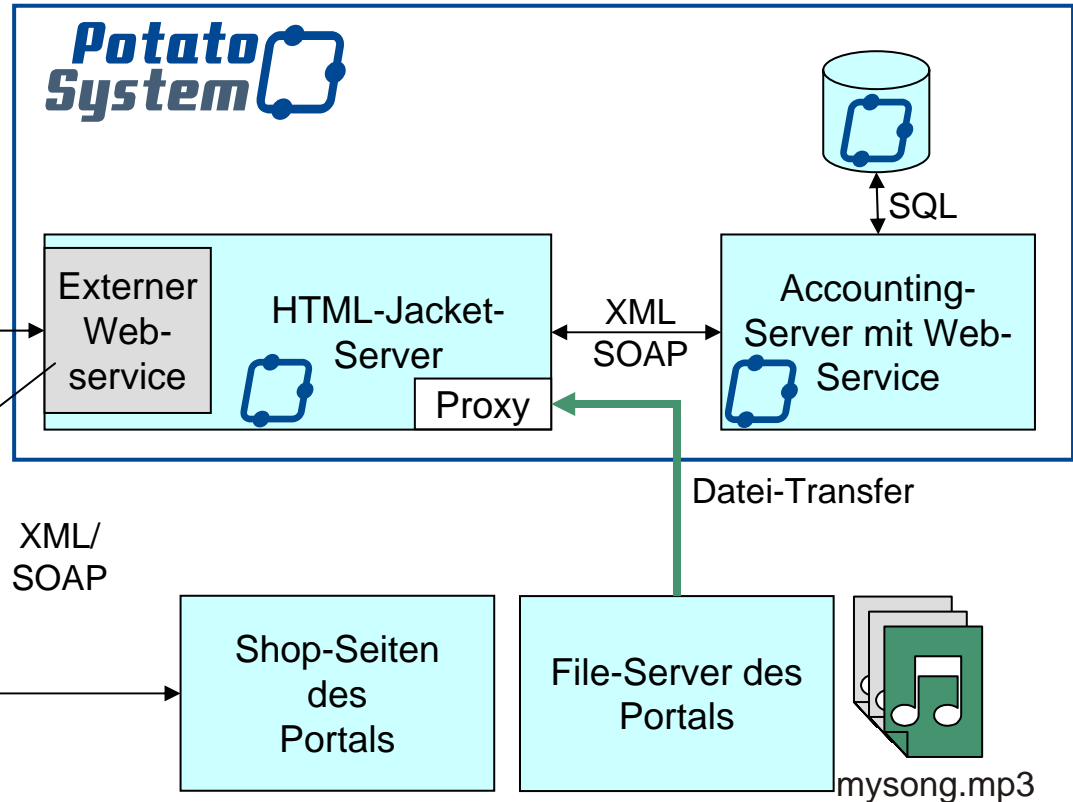 Potato
System
SQL
Externer
Web-
service
HTML-Jacket-
Server
Proxy
XML
SOAP
Accounting-
Server mit Web-
Service
Datei-Transfer
XML/
SOAP
Shop-Seiten
des
Portals
File-Server des
Portals
mysong.mp3